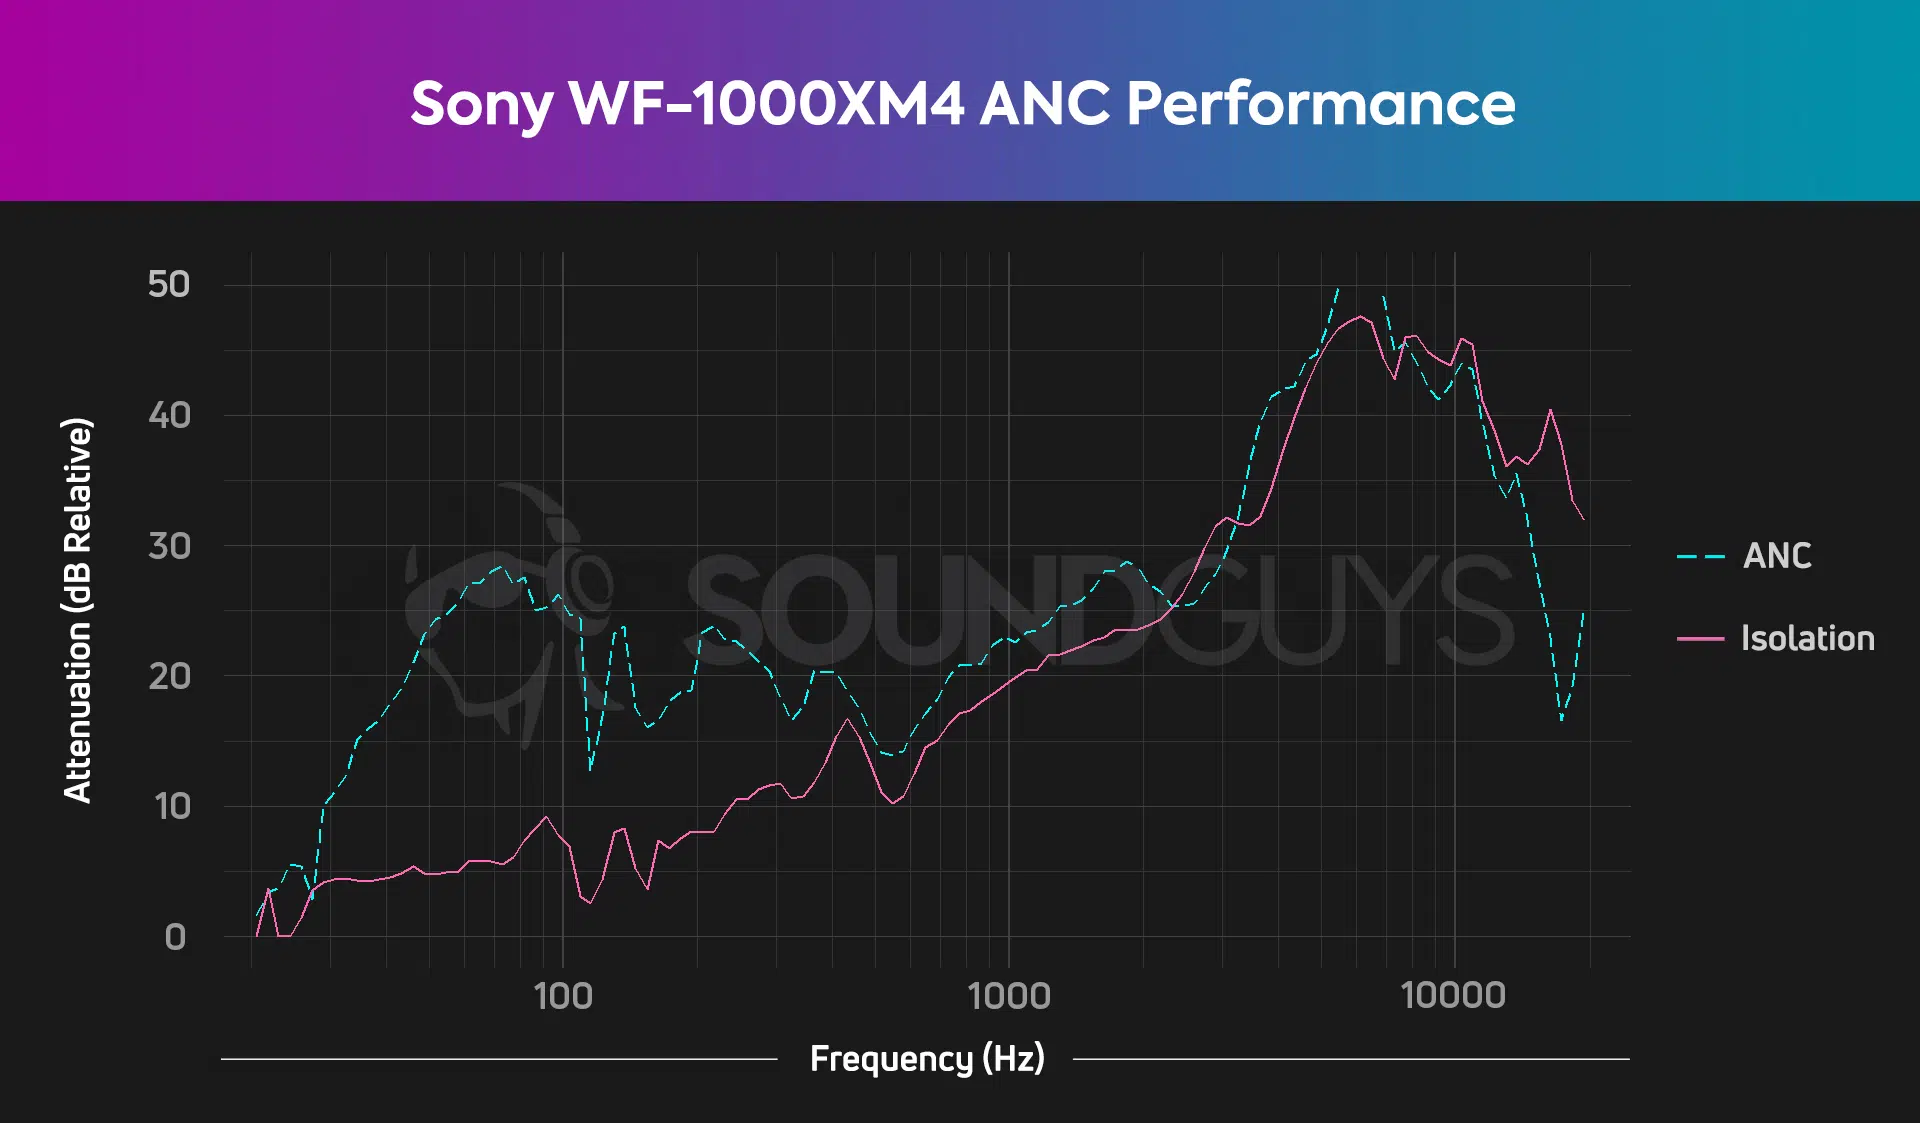 Sony WF-1000XM4 ANC Performance
50
40
30
20
10
0
Attenuation (dB Relative)
SOUNDGUYS
ANC
Isolation
100
1000
10000
Frequency (Hz)